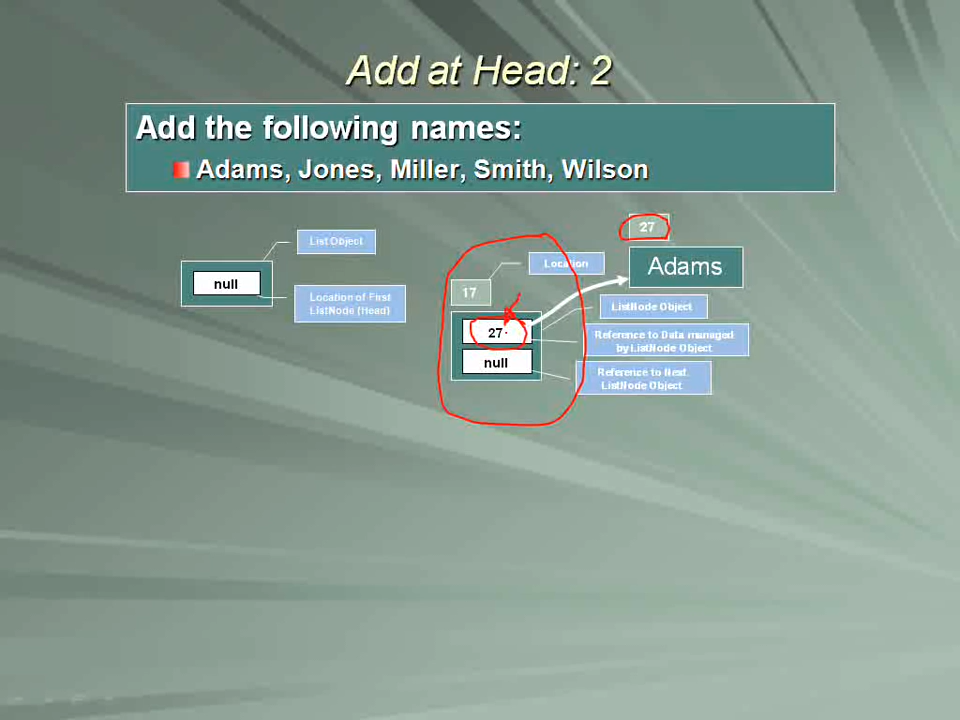 Add at Head: 2
Add the following names:
Adams, Jones, Miller, Smith, Wilson
27
List Object
Location
Adams
null
17
Location of First
ListNode (Head)
ListNode Object
27
Reference to Data managed
by ListNode Object
null
Reference to Next
ListNode Object